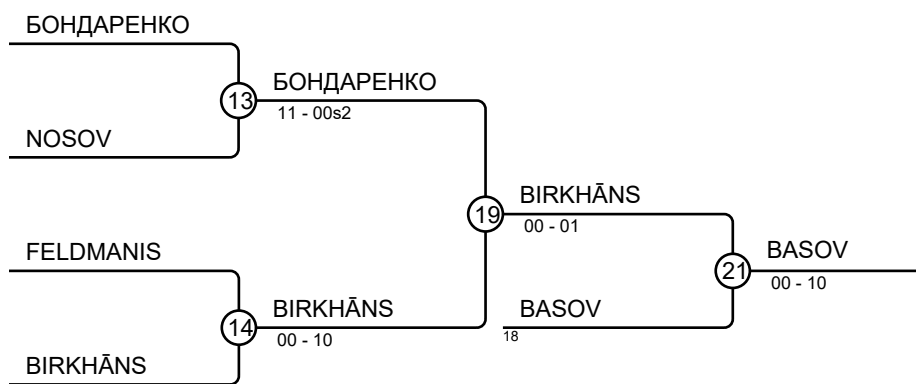 БОНДАРЕНКО
13
БОНДАРЕНКО
11 - 00s2
NOSOV
19
BIRKHĀNS
00 - 01
FELDMANIS
21
BASOV
00 - 10
14
BIRKHĀNS
00 - 10
BASOV
18
BIRKHĀNS